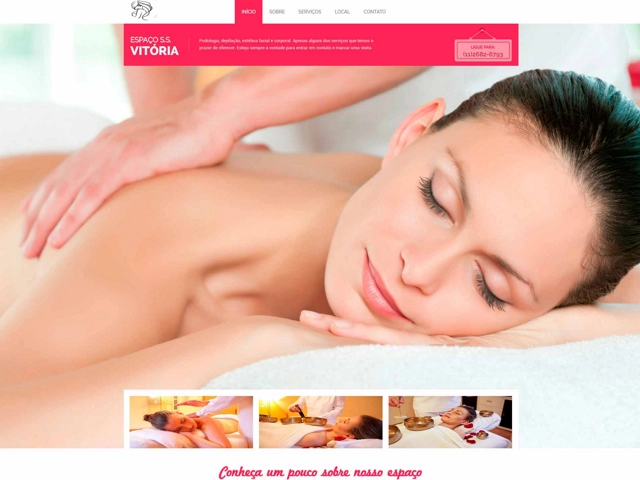 INÍCIO SOBRE SERVIÇOS LOCAL CONTATO
ESPAÇO S.S.
VITÓRIA
Podologia, depilação, estética facial e corporal. Apenas alguns dos serviços que temos o
prazer de oferecer. Esteja sempre a vontade para entrar em contato e marcar uma visita.
LIGUE PARA:
(11)2682-6793
Conheça um pouco sobre nosso espaço